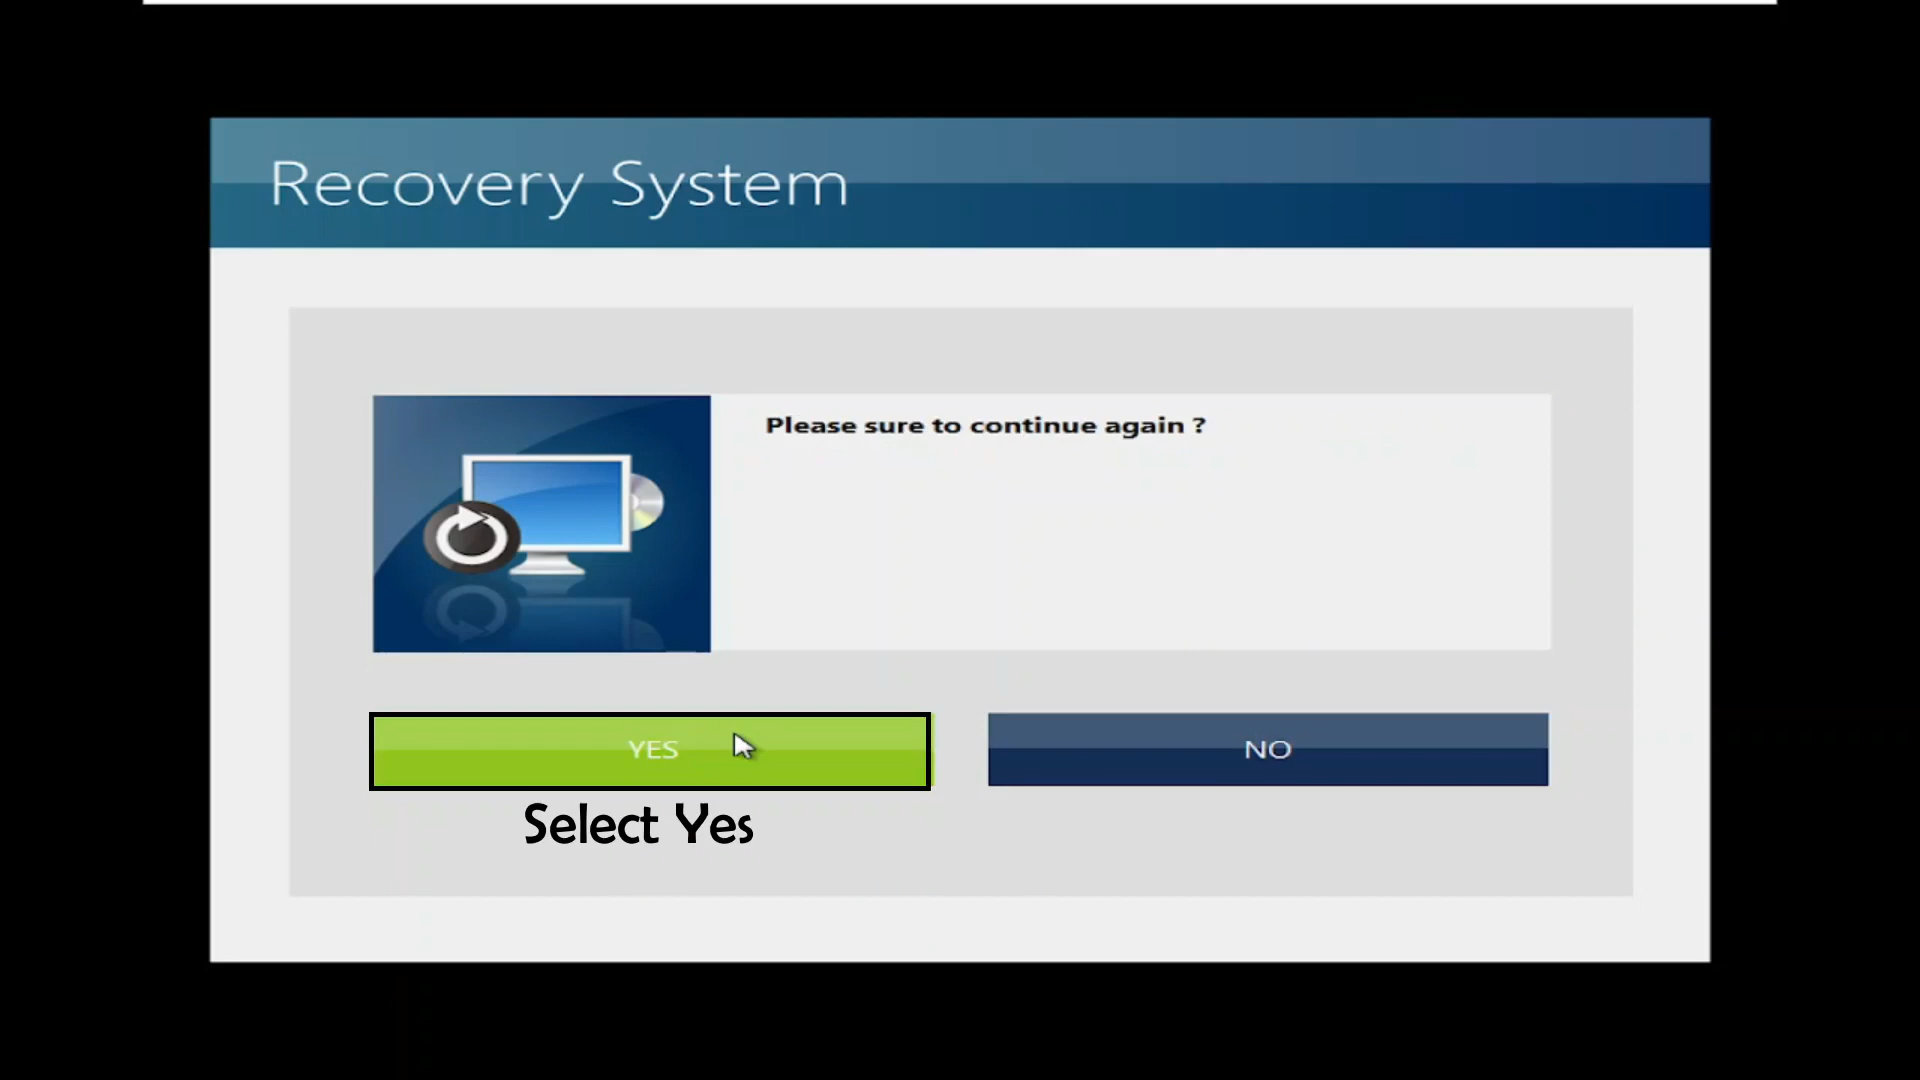 Recovery System
Please sure to continue again ?
YES
NO
Select Yes